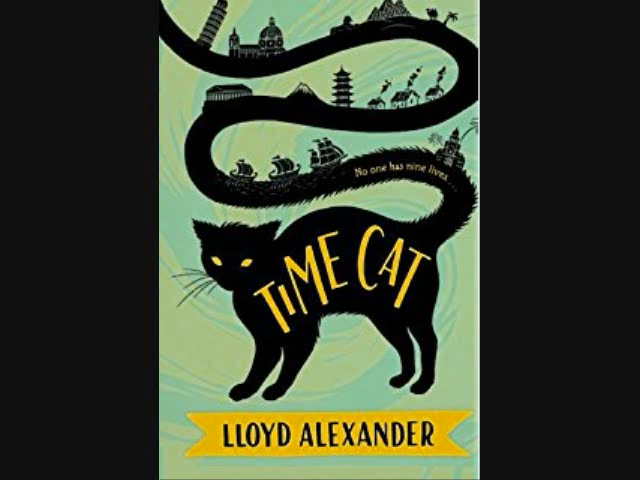 No one has nine lives . . .
TIME CAT
LLOYD ALEXANDER